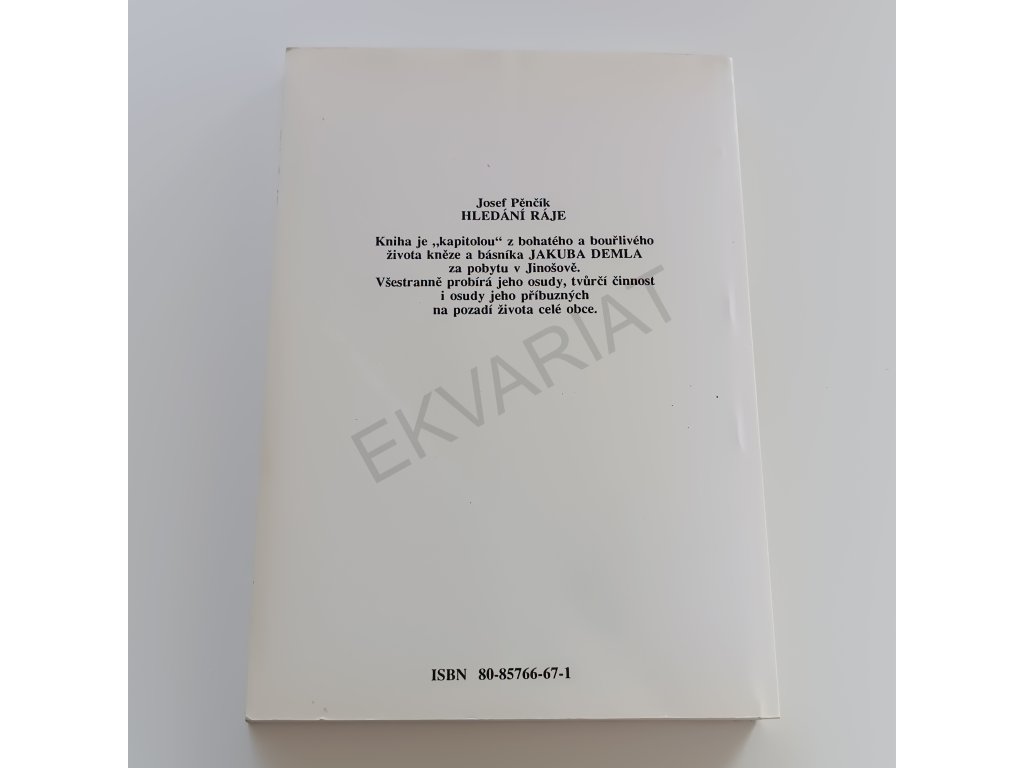 Josef Pěnčík
HLEDÁNÍ RÁJE
Kniha je „kapitolou“ z bohatého a bouřlivého
života kněze a básníka JAKUBA DEMLA
za pobytu v Jinošově.
Všestranně probírá jeho osudy, tvůrčí činnost
i osudy jeho příbuzných
na pozadí života celé obce.
EKVARIAT
ISBN 80-85766-67-1